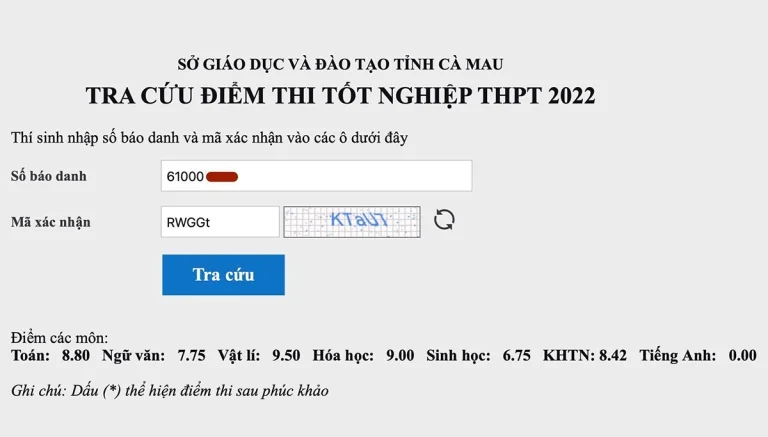 SỞ GIÁO DỤC VÀ ĐÀO TẠO TỈNH CÀ MAU
TRA CỨU ĐIỂM THI TỐT NGHIỆP THPT 2022
Thí sinh nhập số báo danh và mã xác nhận vào các ô dưới đây
Số báo danh 61000
Mã xác nhận RWGGt
Tra cứu
Điểm các môn:
Toán: 8.80 Ngữ văn: 7.75 Vật lí: 9.50 Hóa học: 9.00 Sinh học: 6.75 KHTN: 8.42 Tiếng Anh: 0.00
Ghi chú: Dấu (*) thể hiện điểm thi sau phúc khảo